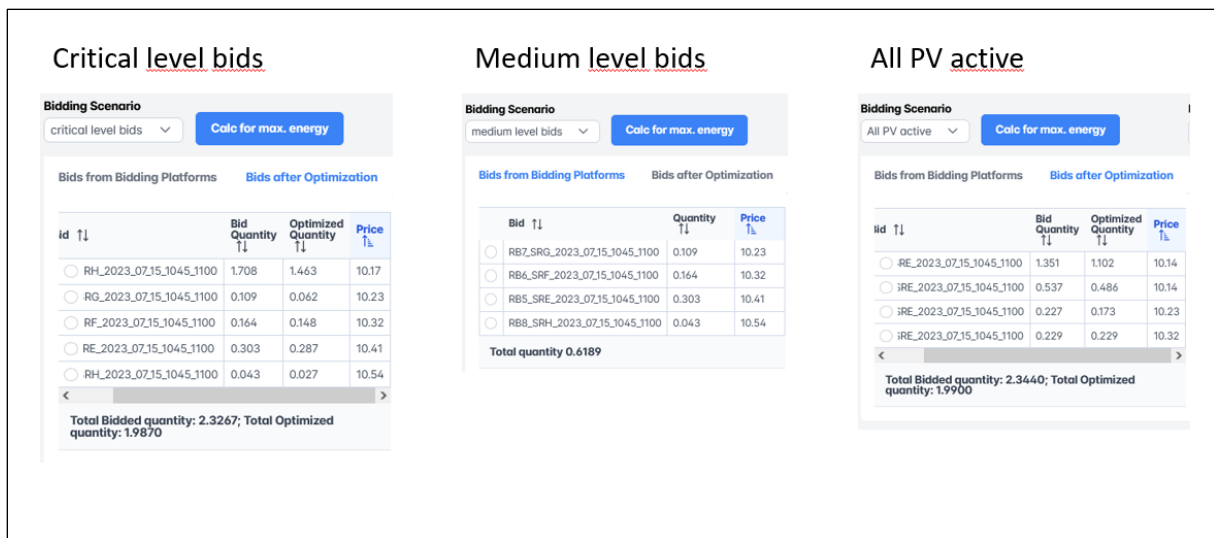 Critical level bids
Bidding Scenario
critical level bids
Calc for max. energy
Bids from Bidding Platforms Bids after Optimization
id Bid Quantity Optimized Quantity Price
RH_2023_07_15_1045_1100 1.708 1.463 10.17
RG_2023_07_15_1045_1100 0.109 0.062 10.23
RF_2023_07_15_1045_1100 0.164 0.148 10.32
RE_2023_07_15_1045_1100 0.303 0.287 10.41
RH_2023_07_15_1045_1100 0.043 0.027 10.54
Total Bidded quantity: 2.3267; Total Optimized
quantity: 1.9870
Medium level bids
Bidding Scenario
medium level bids
Calc for max. energy
Bids from Bidding Platforms Bids after Optimization
Bid Quantity Price
RB7_SRG_2023_07_15_1045_1100 0.109 10.23
RB6_SRF_2023_07_15_1045_1100 0.164 10.32
RB5_SRE_2023_07_15_1045_1100 0.303 10.41
RB8_SRH_2023_07_15_1045_1100 0.043 10.54
Total quantity 0.6189
All PV active
Bidding Scenario
All PV active
Calc for max. energy
Bids from Bidding Platforms Bids after Optimization
Bid Quantity Optimized Quantity Price
RE_2023_07_15_1045_1100 1.351 1.102 10.14
RE_2023_07_15_1045_1100 0.537 0.486 10.14
RE_2023_07_15_1045_1100 0.227 0.173 10.23
RE_2023_07_15_1045_1100 0.229 0.229 10.32
Total Bidded quantity: 2.3440; Total Optimized
quantity: 1.9900